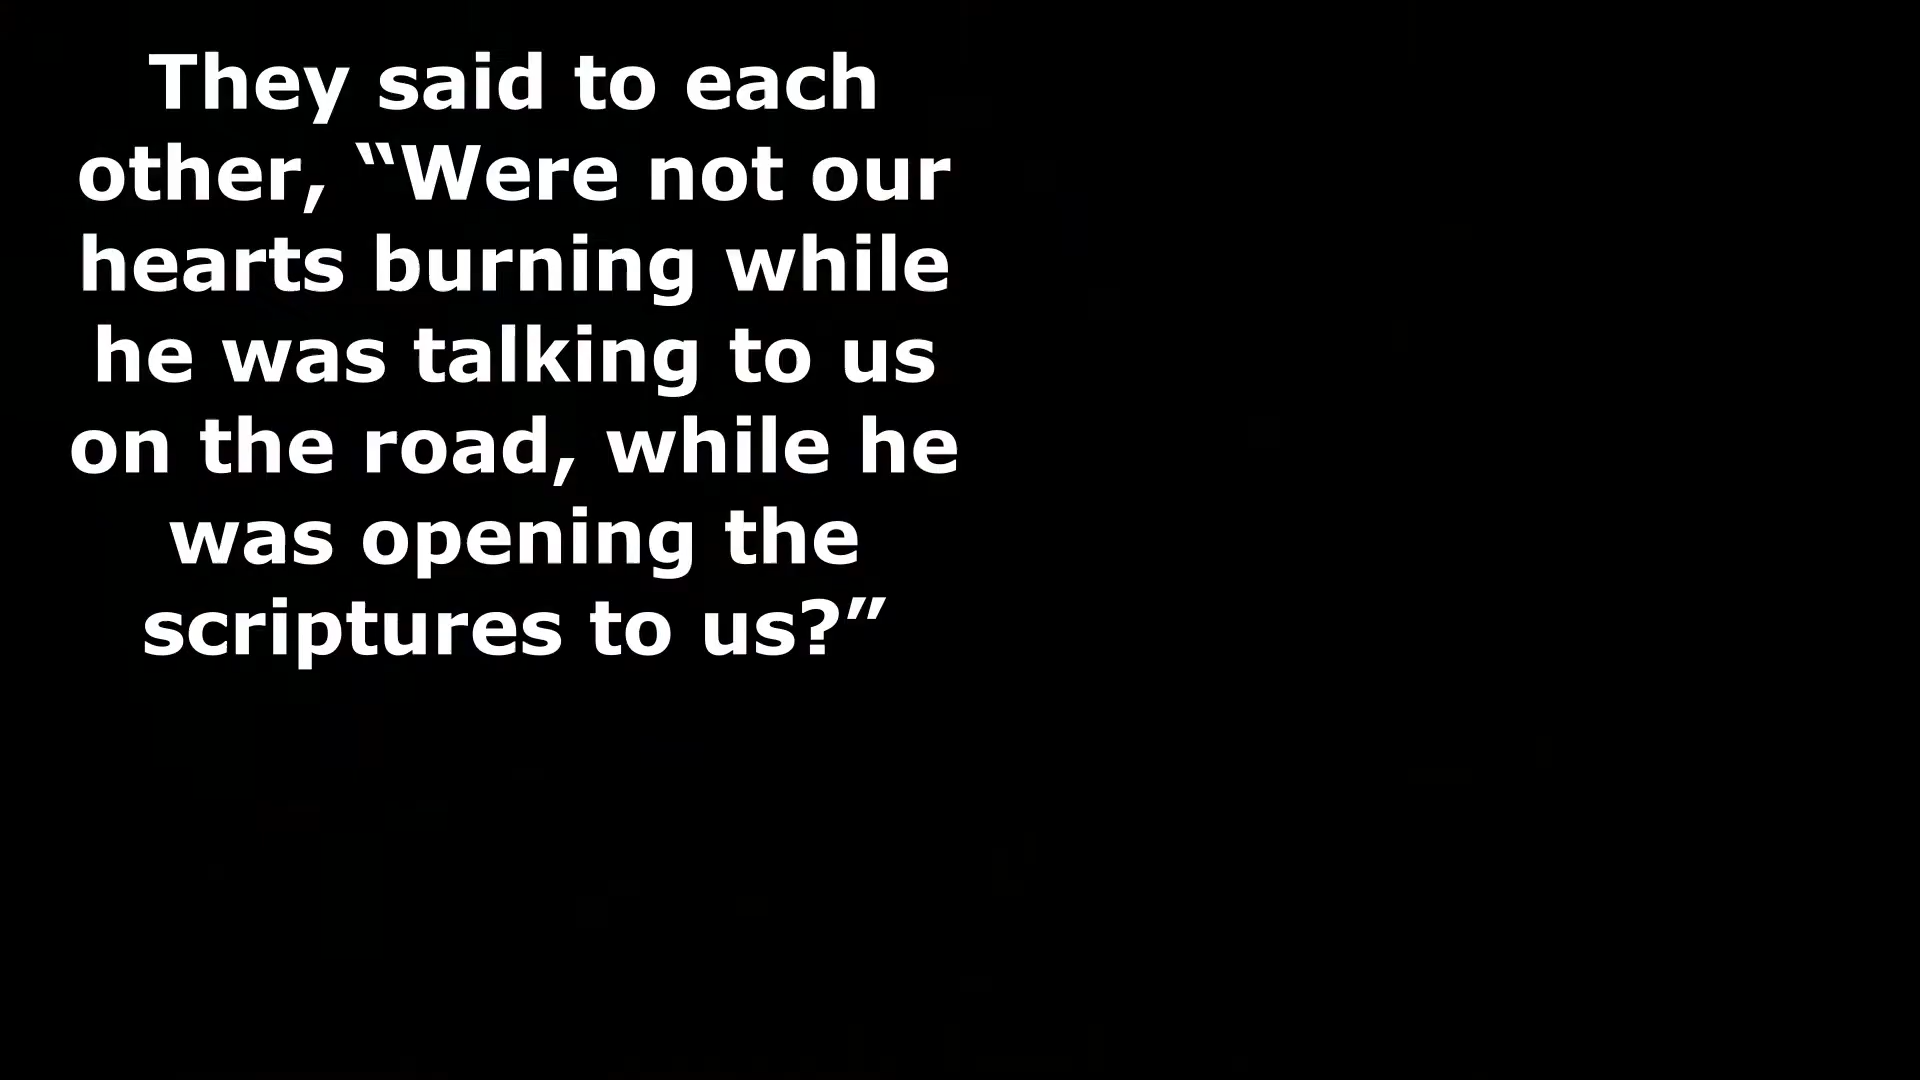 They said to each
other, “Were not our
hearts burning while
he was talking to us
on the road, while he
was opening the
scriptures to us?”